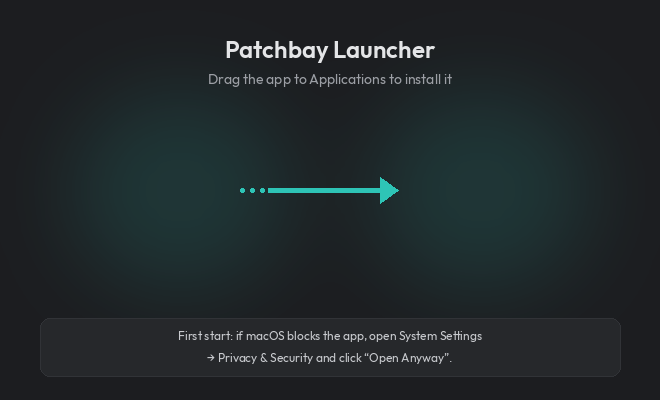 Patchbay Launcher
Drag the app to Applications to install it
First start: if macOS blocks the app, open System Settings
→ Privacy & Security and click “Open Anyway”.